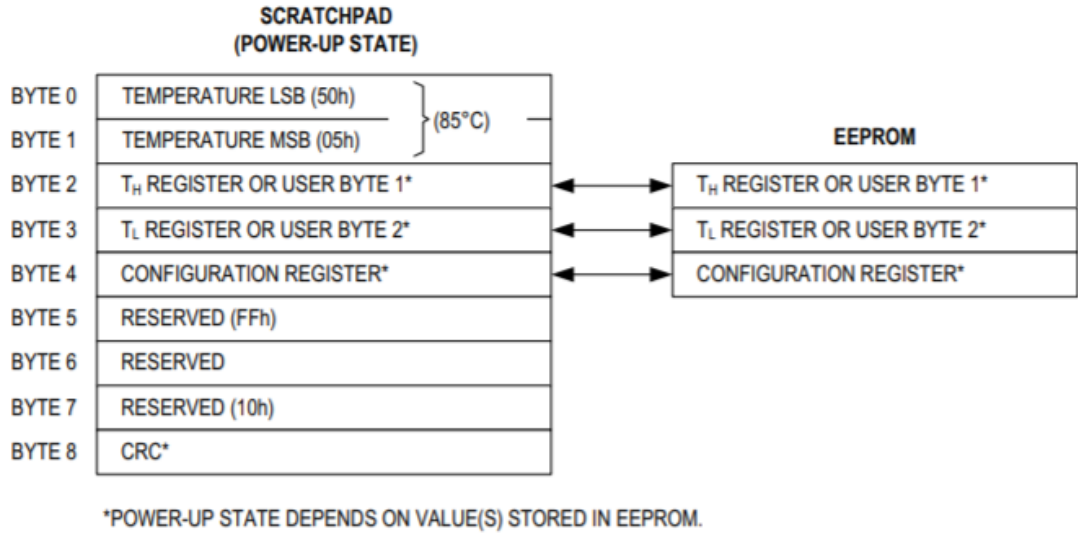 SCRATCHPAD
(POWER-UP STATE)
BYTE 0 TEMPERATURE LSB (50h)
(85°C)
BYTE 1 TEMPERATURE MSB (05h)
EEPROM
BYTE 2 TH REGISTER OR USER BYTE 1* TH REGISTER OR USER BYTE 1*
BYTE 3 TL REGISTER OR USER BYTE 2* TL REGISTER OR USER BYTE 2*
BYTE 4 CONFIGURATION REGISTER* CONFIGURATION REGISTER*
BYTE 5 RESERVED (FFh)
BYTE 6 RESERVED
BYTE 7 RESERVED (10h)
BYTE 8 CRC*
*POWER-UP STATE DEPENDS ON VALUE(S) STORED IN EEPROM.